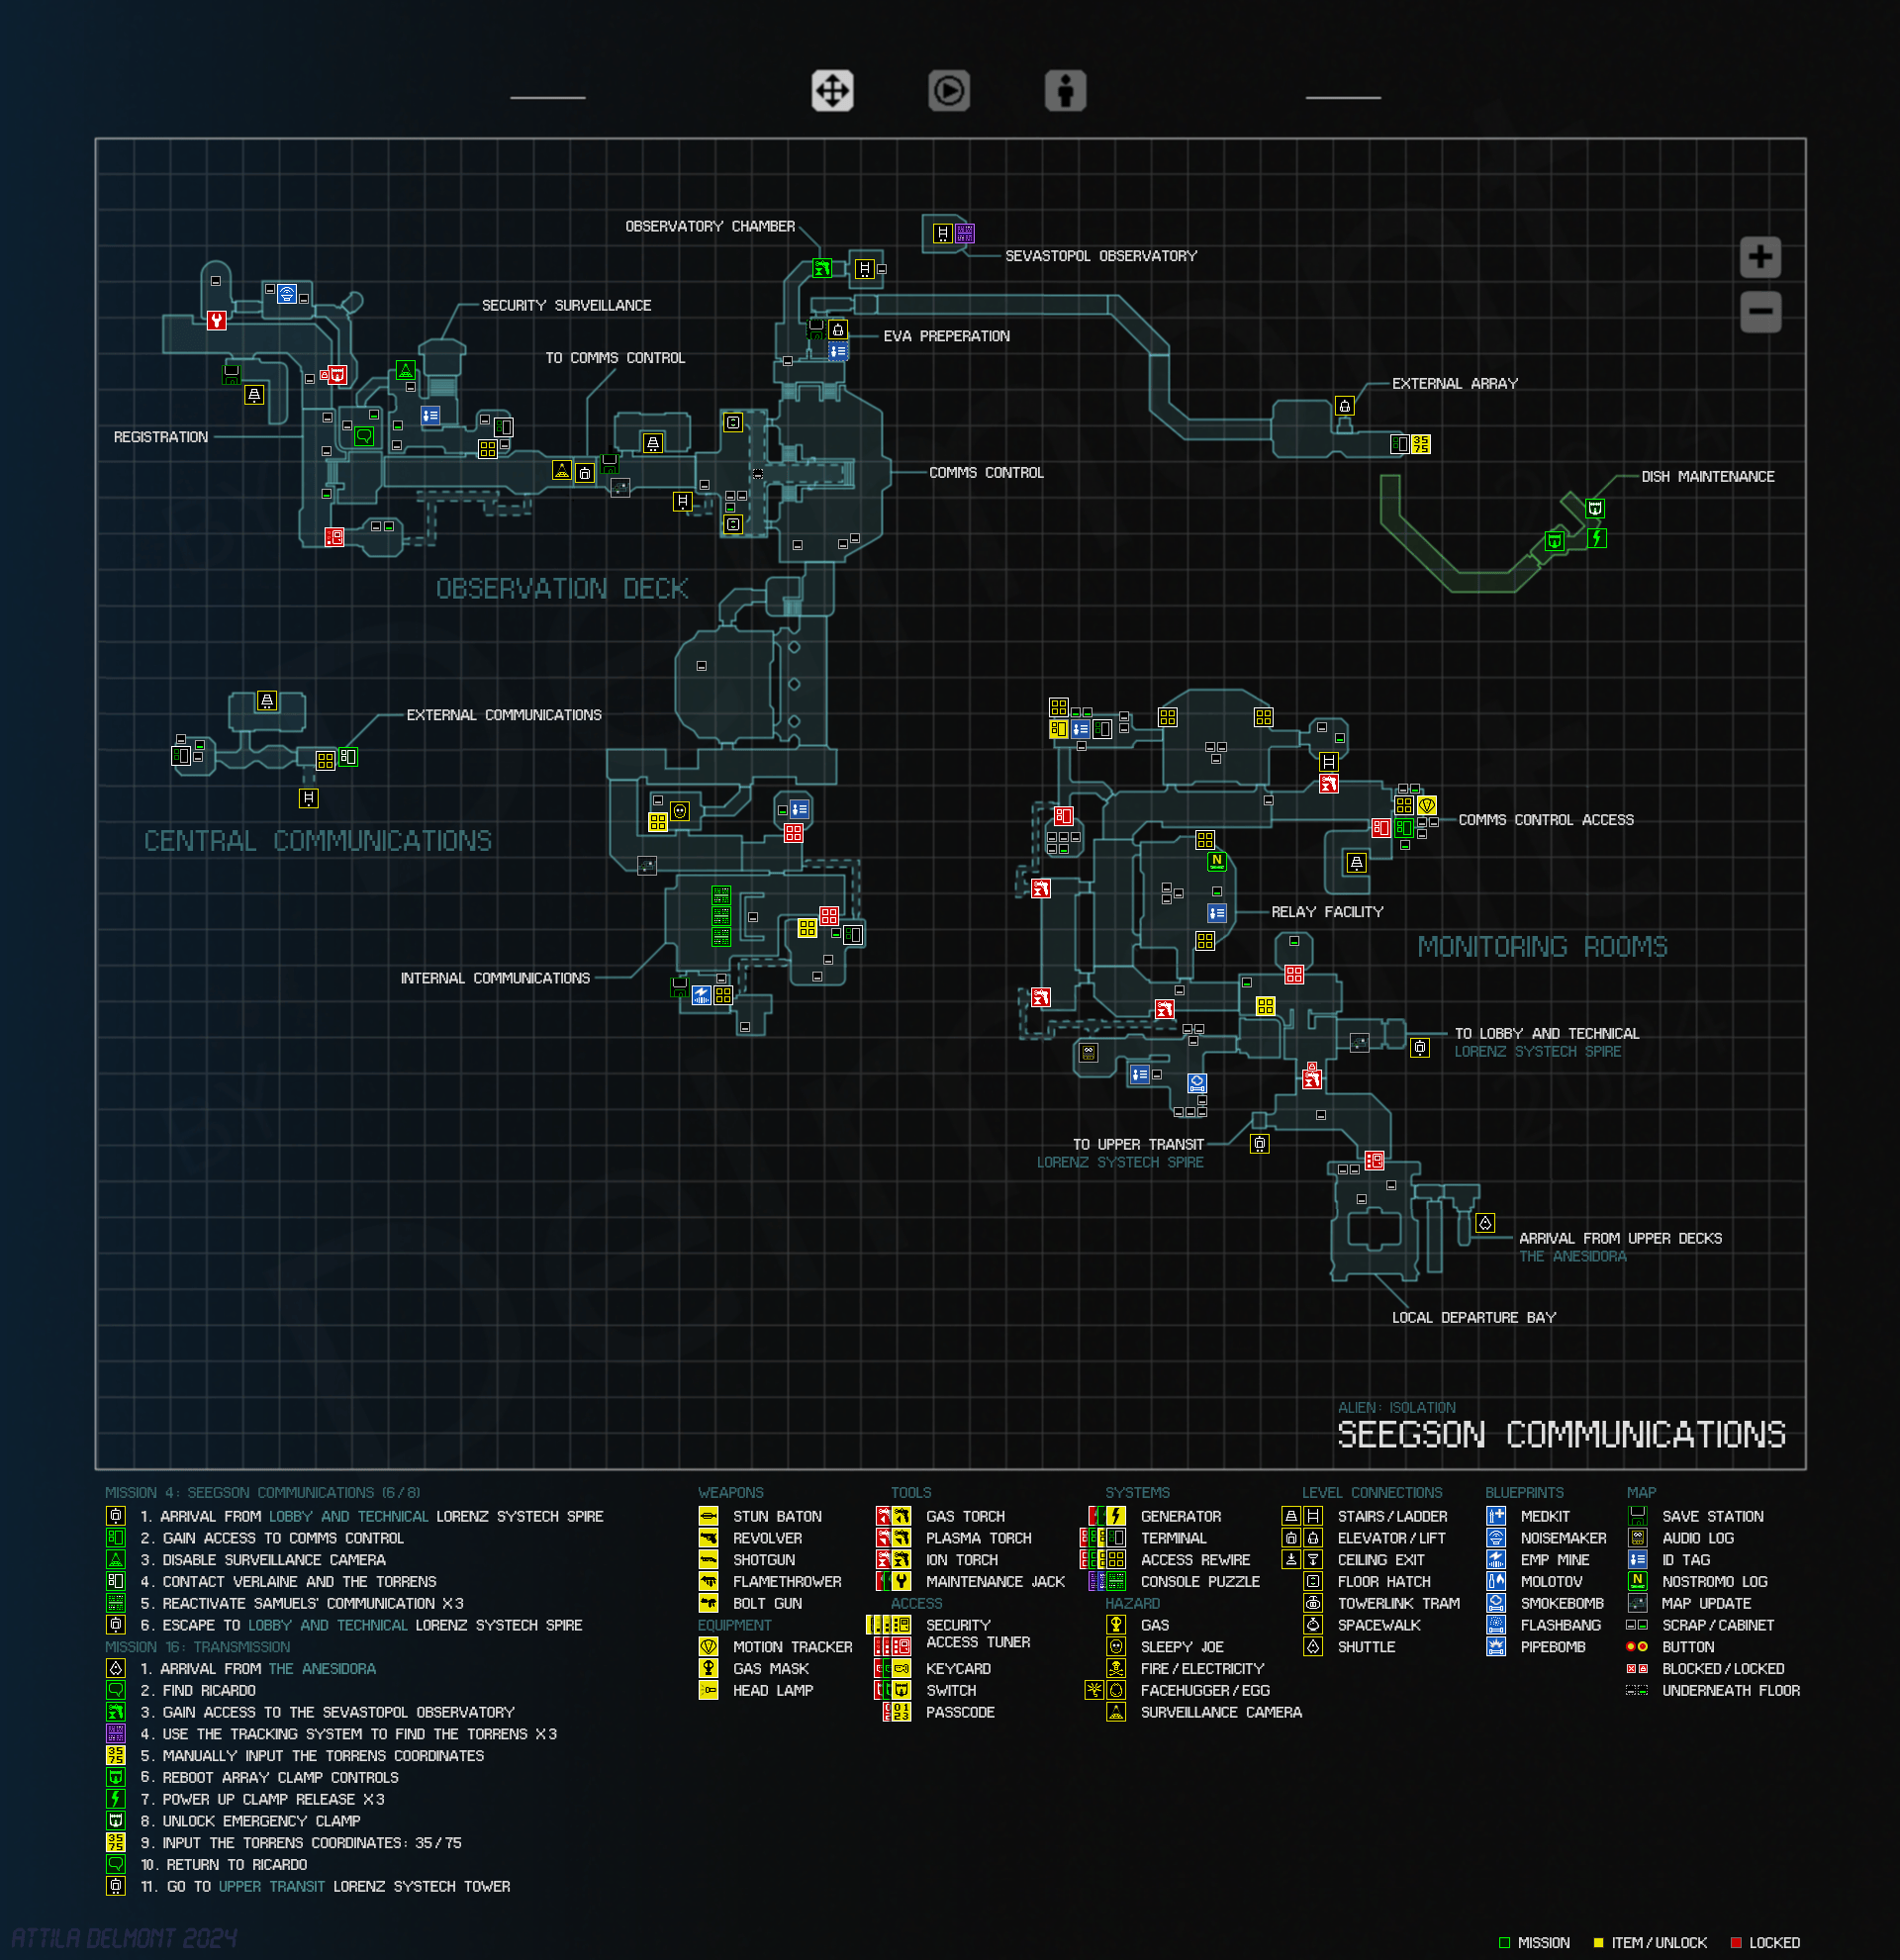 OBSERVATORY CHAMBER
SEVASTOPOL OBSERVATORY
SECURITY SURVEILLANCE
EVA PREPERATION
TO COMMS CONTROL
EXTERNAL ARRAY
REGISTRATION
35
75
COMMS CONTROL
DISH MAINTENANCE
OBSERVATION DECK
EXTERNAL COMMUNICATIONS
CENTRAL COMMUNICATIONS
COMMS CONTROL ACCESS
N
RELAY FACILITY
MONITORING ROOMS
INTERNAL COMMUNICATIONS
TO LOBBY AND TECHNICAL
LORENZ SYSTECH SPIRE
TO UPPER TRANSIT
LORENZ SYSTECH SPIRE
ARRIVAL FROM UPPER DECKS
THE ANESIDORA
LOCAL DEPARTURE BAY
ALIEN: ISOLATION
SEEGSON COMMUNICATIONS
MISSION 4: SEEGSON COMMUNICATIONS (6/8)
1. ARRIVAL FROM LOBBY AND TECHNICAL LORENZ SYSTECH SPIRE
2. GAIN ACCESS TO COMMS CONTROL
3. DISABLE SURVEILLANCE CAMERA
4. CONTACT VERLAINE AND THE TORRENS
5. REACTIVATE SAMUELS' COMMUNICATION X3
6. ESCAPE TO LOBBY AND TECHNICAL LORENZ SYSTECH SPIRE
MISSION 16: TRANSMISSION
1. ARRIVAL FROM THE ANESIDORA
2. FIND RICARDO
3. GAIN ACCESS TO THE SEVASTOPOL OBSERVATORY
4. USE THE TRACKING SYSTEM TO FIND THE TORRENS X3
35
75
5. MANUALLY INPUT THE TORRENS COORDINATES
6. REBOOT ARRAY CLAMP CONTROLS
7. POWER UP CLAMP RELEASE X3
8. UNLOCK EMERGENCY CLAMP
35
75
9. INPUT THE TORRENS COORDINATES: 35/75
10. RETURN TO RICARDO
11. GO TO UPPER TRANSIT LORENZ SYSTECH TOWER
WEAPONS
STUN BATON
REVOLVER
SHOTGUN
FLAMETHROWER
BOLT GUN
EQUIPMENT
MOTION TRACKER
GAS MASK
HEAD LAMP
TOOLS
GAS TORCH
PLASMA TORCH
ION TORCH
MAINTENANCE JACK
ACCESS
SECURITY
ACCESS TUNER
KEYCARD
SWITCH
01
23
PASSCODE
SYSTEMS
GENERATOR
TERMINAL
ACCESS REWIRE
CONSOLE PUZZLE
HAZARD
GAS
SLEEPY JOE
FIRE/ELECTRICITY
FACEHUGGER/EGG
SURVEILLANCE CAMERA
LEVEL CONNECTIONS
STAIRS/LADDER
ELEVATOR/LIFT
CEILING EXIT
FLOOR HATCH
TOWERLINK TRAM
SPACEWALK
SHUTTLE
BLUEPRINTS
MEDKIT
NOISEMAKER
EMP MINE
MOLOTOV
SMOKEBOMB
FLASHBANG
PIPEBOMB
MAP
SAVE STATION
AUDIO LOG
ID TAG
N NOSTROMO LOG
MAP UPDATE
SCRAP/CABINET
BUTTON
BLOCKED/LOCKED
UNDERNEATH FLOOR
ATTILA DELMONT 2024
MISSION
ITEM/UNLOCK
LOCKED